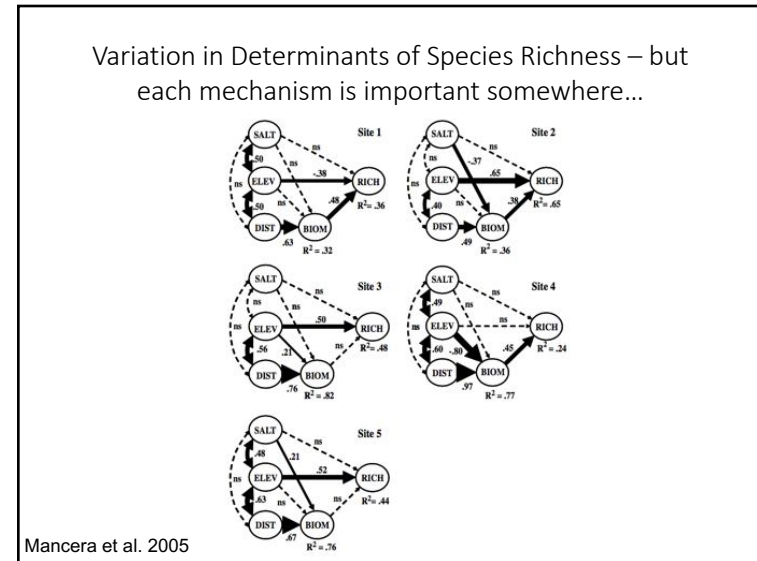 Variation in Determinants of Species Richness – but
each mechanism is important somewhere…
SALT
Site 1
ns
ns
.50
ns
ELEV
-.38
RICH
ns
.50
.48
R²= .36
DIST
BIOM
.63
R² = .32
SALT
Site 2
ns
ns
-.37
ns
ELEV
.65
RICH
ns
.40
.38
R²= .65
DIST
BIOM
.49
R² = .36
SALT
Site 3
ns
ns
ns
ns
ELEV
.50
RICH
.56
.21
ns
R²= .48
DIST
BIOM
.76
R² = .82
SALT
Site 4
ns
.49
ns
ns
ELEV
ns
RICH
.60
-.80
.45
R²= .24
DIST
BIOM
.97
R² = .77
SALT
Site 5
ns
.48
.21
ns
ELEV
.52
RICH
.63
ns
ns
R²= .44
DIST
BIOM
.67
R² = .76
Mancera et al. 2005